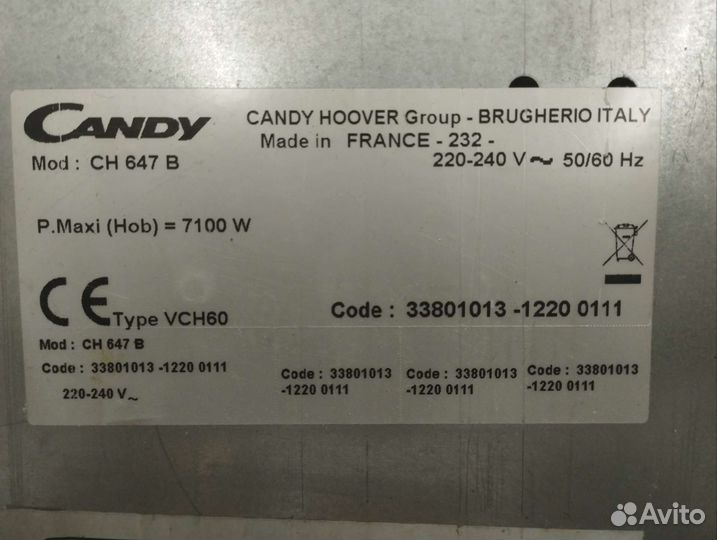 CANDY
CANDY HOOVER Group - BRUGHERIO ITALY
Made in FRANCE - 232 -
Mod : CH 647 B
220-240 V ~ 50/60 Hz
P.Maxi (Hob) = 7100 W
CE Type VCH60
Code : 33801013 -1220 0111
Mod : CH 647 B
Code : 33801013 -1220 0111
220-240 V~
Code : 33801013
-1220 0111
Code : 33801013
-1220 0111
Code : 33801013
-1220 0111
Avito